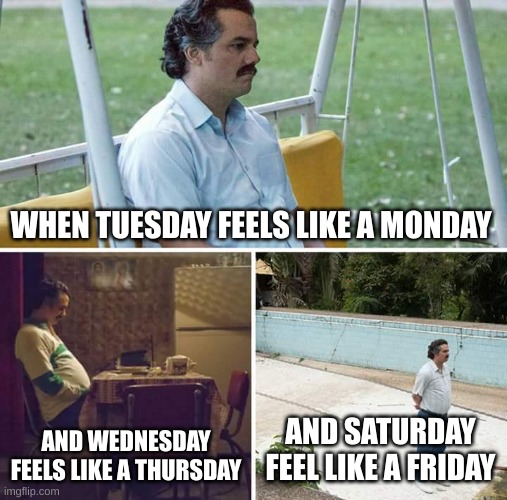 WHEN TUESDAY FEELS LIKE A MONDAY
AND WEDNESDAY
FEELS LIKE A THURSDAY
AND SATURDAY
FEEL LIKE A FRIDAY
imgflip.com